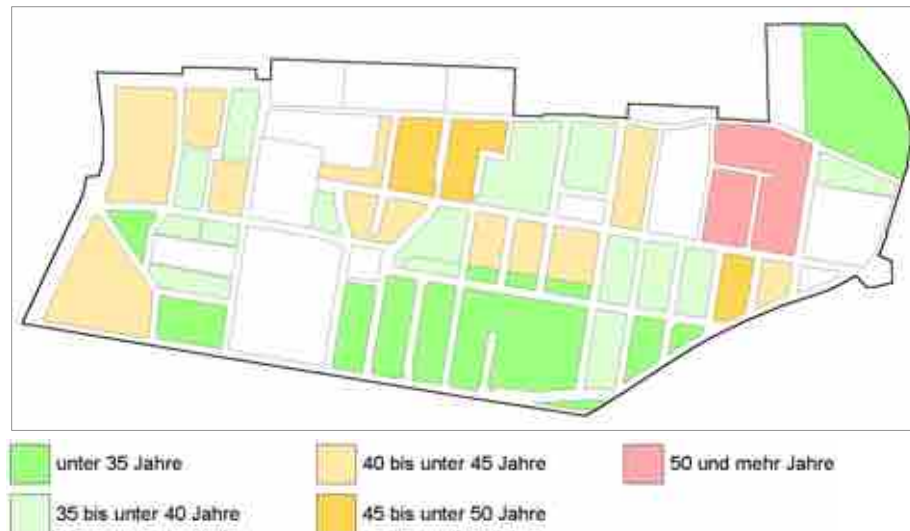 unter 35 Jahre
40 bis unter 45 Jahre
50 und mehr Jahre
35 bis unter 40 Jahre
45 bis unter 50 Jahre